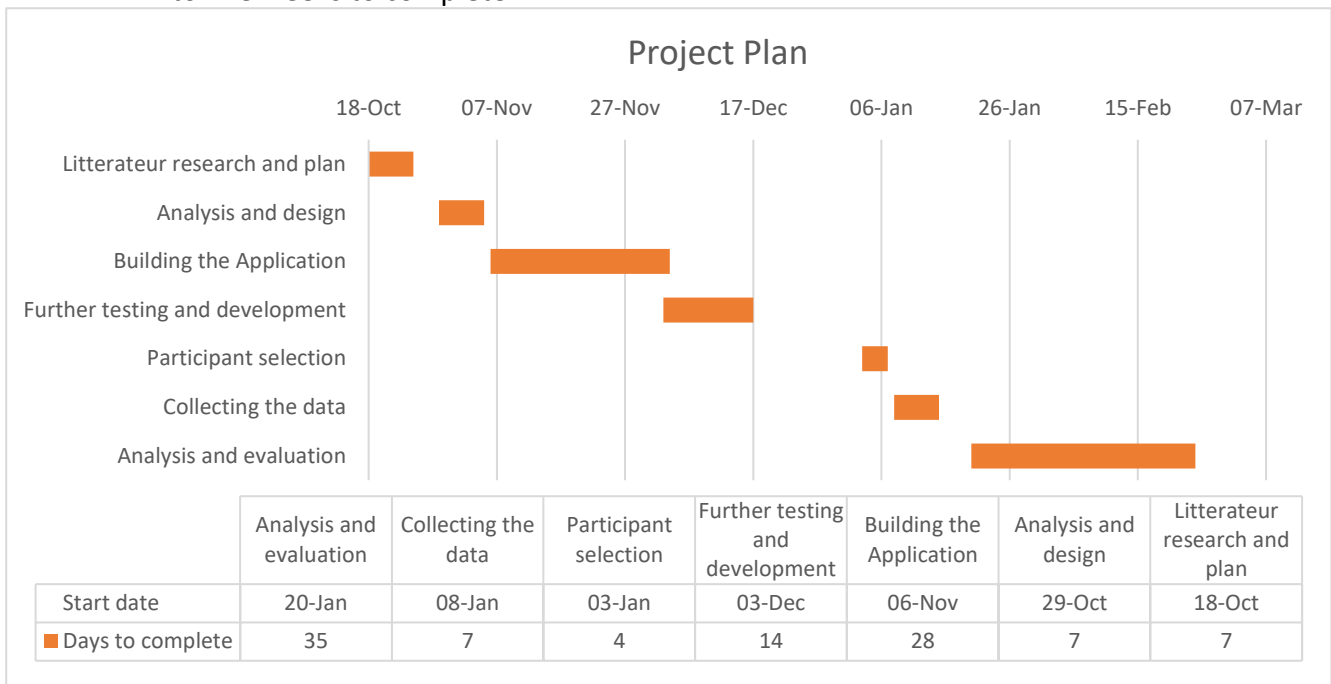 Project Plan
18-Oct 07-Nov 27-Nov 17-Dec 06-Jan 26-Jan 15-Feb 07-Mar
Litterateur research and plan
Analysis and design
Building the Application
Further testing and development
Participant selection
Collecting the data
Analysis and evaluation
Analysis and evaluation Collecting the data Participant selection Further testing and development Building the Application Analysis and design Litterateur research and plan
Start date 20-Jan 08-Jan 03-Jan 03-Dec 06-Nov 29-Oct 18-Oct
Days to complete 35 7 4 14 28 7 7